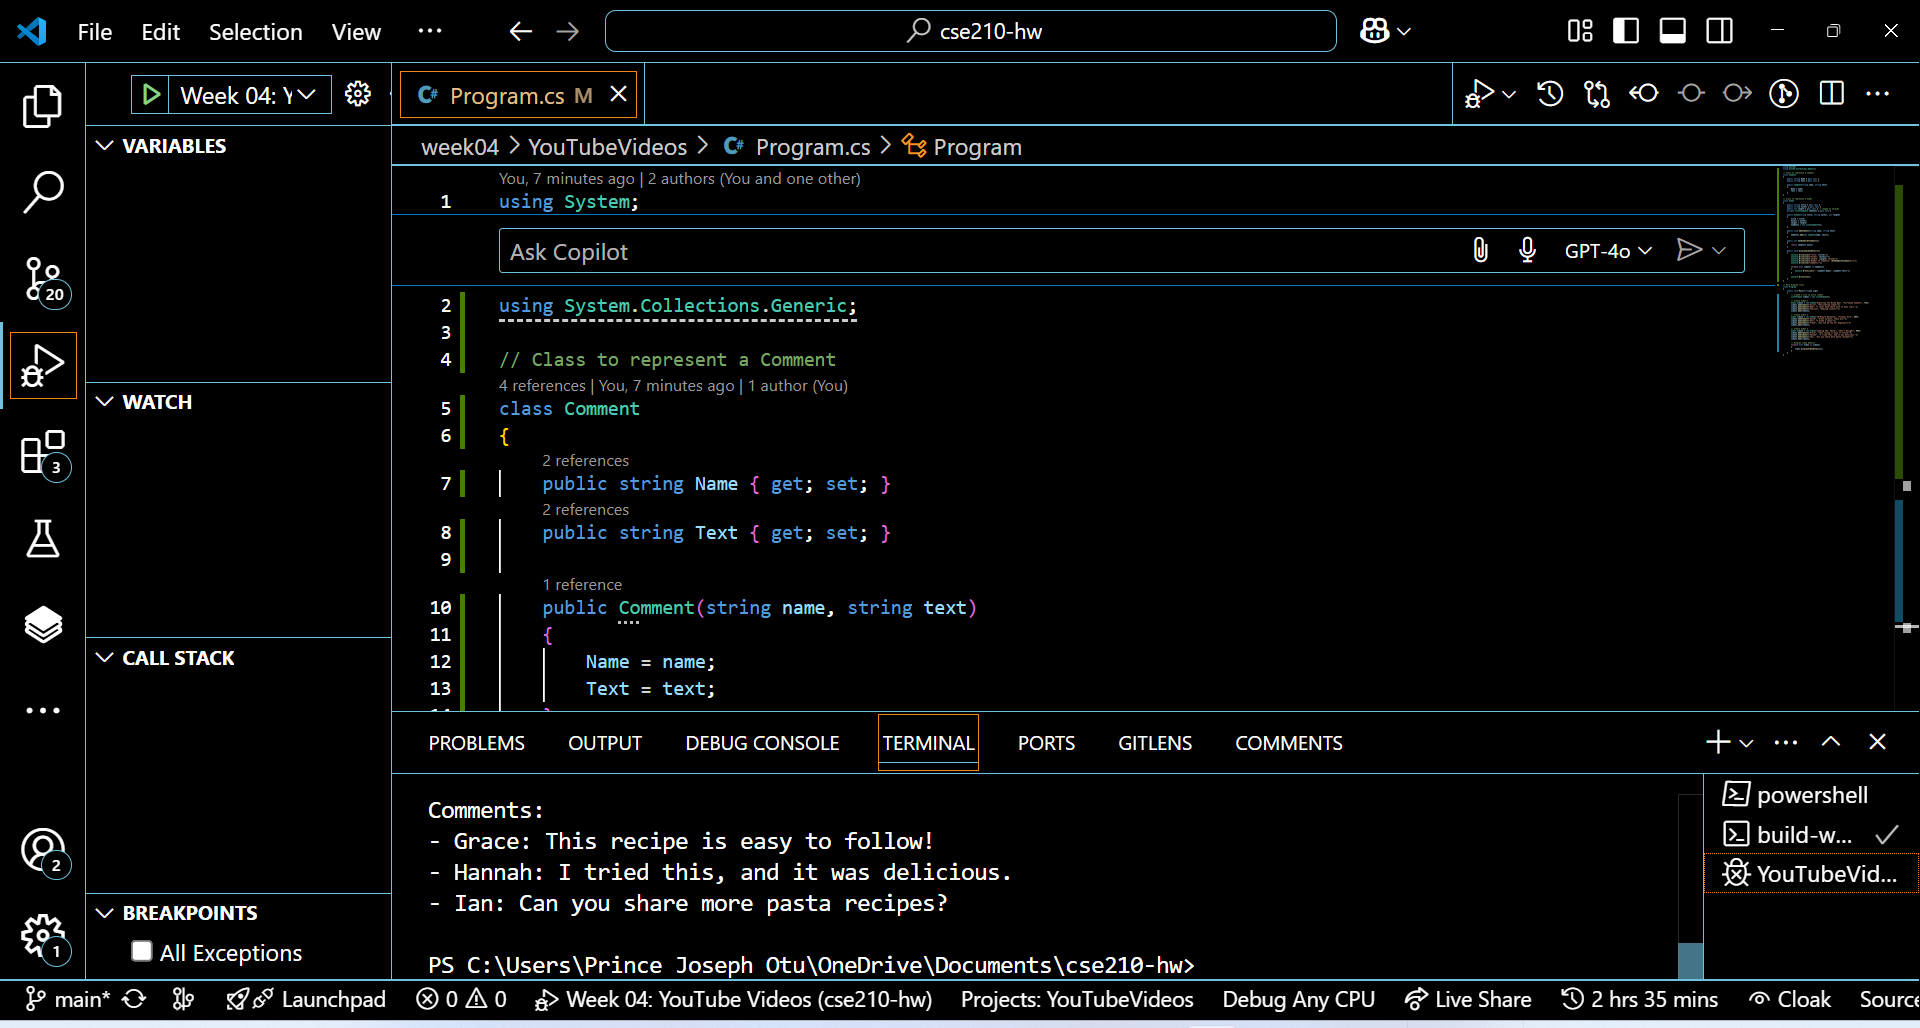 File Edit Selection View ··· cse210-hw
Week 04: Y
Program.cs M
VARIABLES
WATCH
CALL STACK
BREAKPOINTS
All Exceptions
20
3
2
1
week04 > YouTubeVideos > Program.cs > Program
You, 7 minutes ago | 2 authors (You and one other)
1 using System;
Ask Copilot GPT-4o
2 using System.Collections.Generic;
3
4 // Class to represent a Comment
4 references | You, 7 minutes ago | 1 author (You)
5 class Comment
6 {
2 references
7 public string Name { get; set; }
2 references
8 public string Text { get; set; }
9
1 reference
10 public Comment(string name, string text)
11 {
12 Name = name;
13 Text = text;
PROBLEMS OUTPUT DEBUG CONSOLE TERMINAL PORTS GITLENS COMMENTS
Comments:
- Grace: This recipe is easy to follow!
- Hannah: I tried this, and it was delicious.
- Ian: Can you share more pasta recipes?
PS C:\Users\Prince Joseph Otu\OneDrive\Documents\cse210-hw>
powershell
build-w...
YouTubeVid...
main* Launchpad 0 0 Week 04: YouTube Videos (cse210-hw) Projects: YouTubeVideos Debug Any CPU Live Share 2 hrs 35 mins Cloak Source